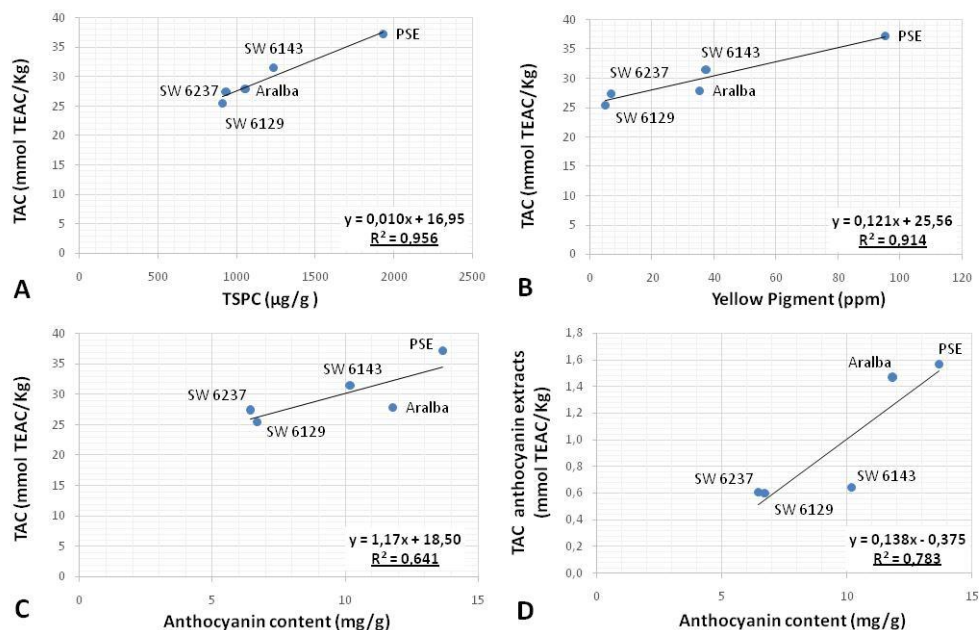 40
35
30
25
20
15
10
5
0
TAC (mmol TEAC/Kg)
PSE
SW 6143
SW 6237
Aralba
SW 6129
y = 0,010x + 16,95
R² = 0,956
0 500 1000 1500 2000 2500
A
TSPC (µg/g )
40
35
30
25
20
15
10
5
0
TAC (mmol TEAC/Kg)
PSE
SW 6143
SW 6237
Aralba
SW 6129
y = 0,121x + 25,56
R² = 0,914
0 20 40 60 80 100 120
B
Yellow Pigment (ppm)
40
35
30
25
20
15
10
5
0
TAC (mmol TEAC/Kg)
PSE
SW 6143
SW 6237
Aralba
SW 6129
y = 1,17x + 18,50
R² = 0,641
0 5 10 15
C
Anthocyanin content (mg/g)
1,8
1,6
1,4
1,2
1,0
0,8
0,6
0,4
0,2
0,0
TAC anthocyanin extracts
(mmol TEAC/Kg)
PSE
Aralba
SW 6237
SW 6143
SW 6129
y = 0,138x - 0,375
R² = 0,783
0 5 10 15
D
Anthocyanin content (mg/g)